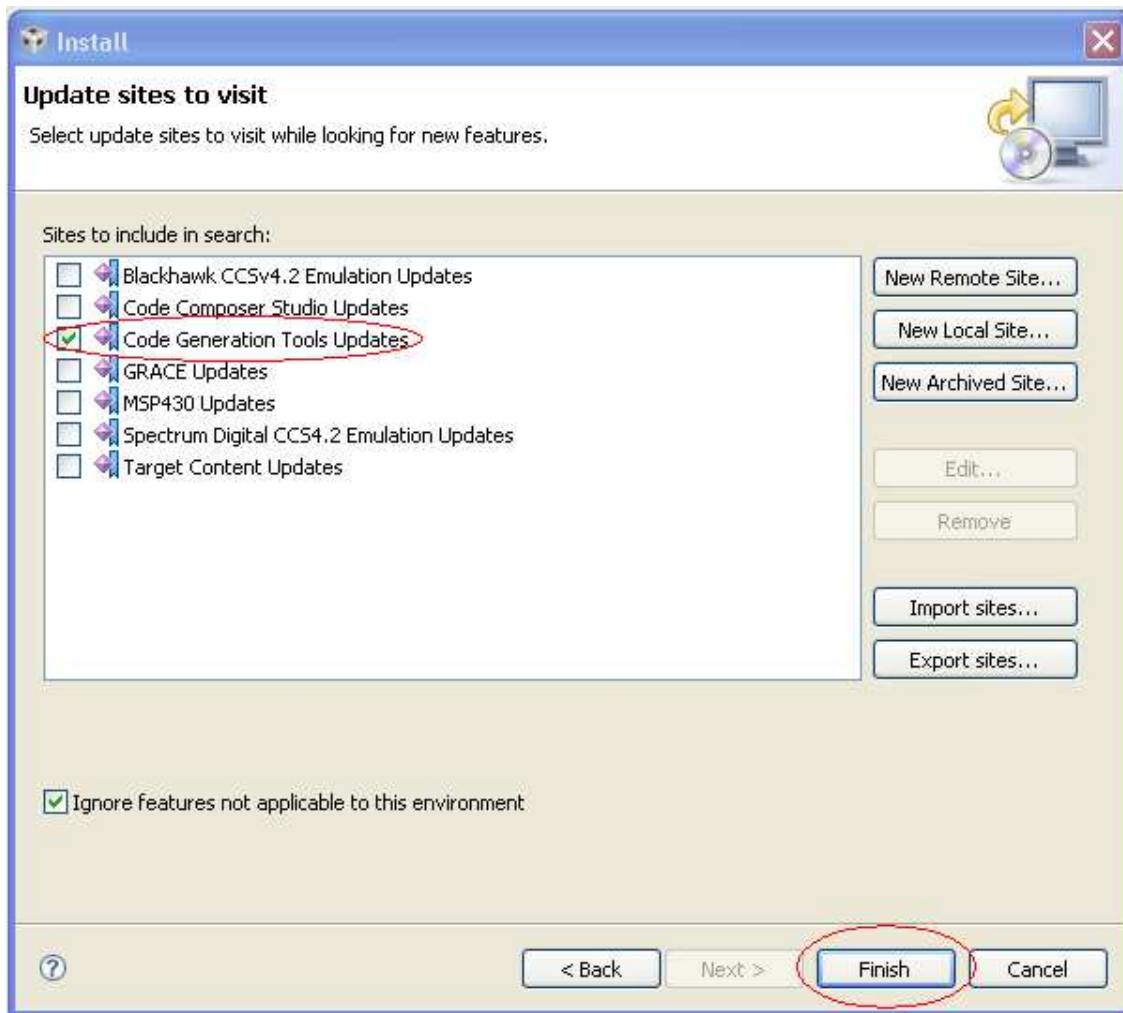 Install
Update sites to visit
Select update sites to visit while looking for new features.
Sites to include in search:
Blackhawk CCSv4.2 Emulation Updates
Code Composer Studio Updates
Code Generation Tools Updates
GRACE Updates
MSP430 Updates
Spectrum Digital CCS4.2 Emulation Updates
Target Content Updates
New Remote Site...
New Local Site...
New Archived Site...
Edit...
Remove
Import sites...
Export sites...
Ignore features not applicable to this environment
?
< Back
Next >
Finish
Cancel